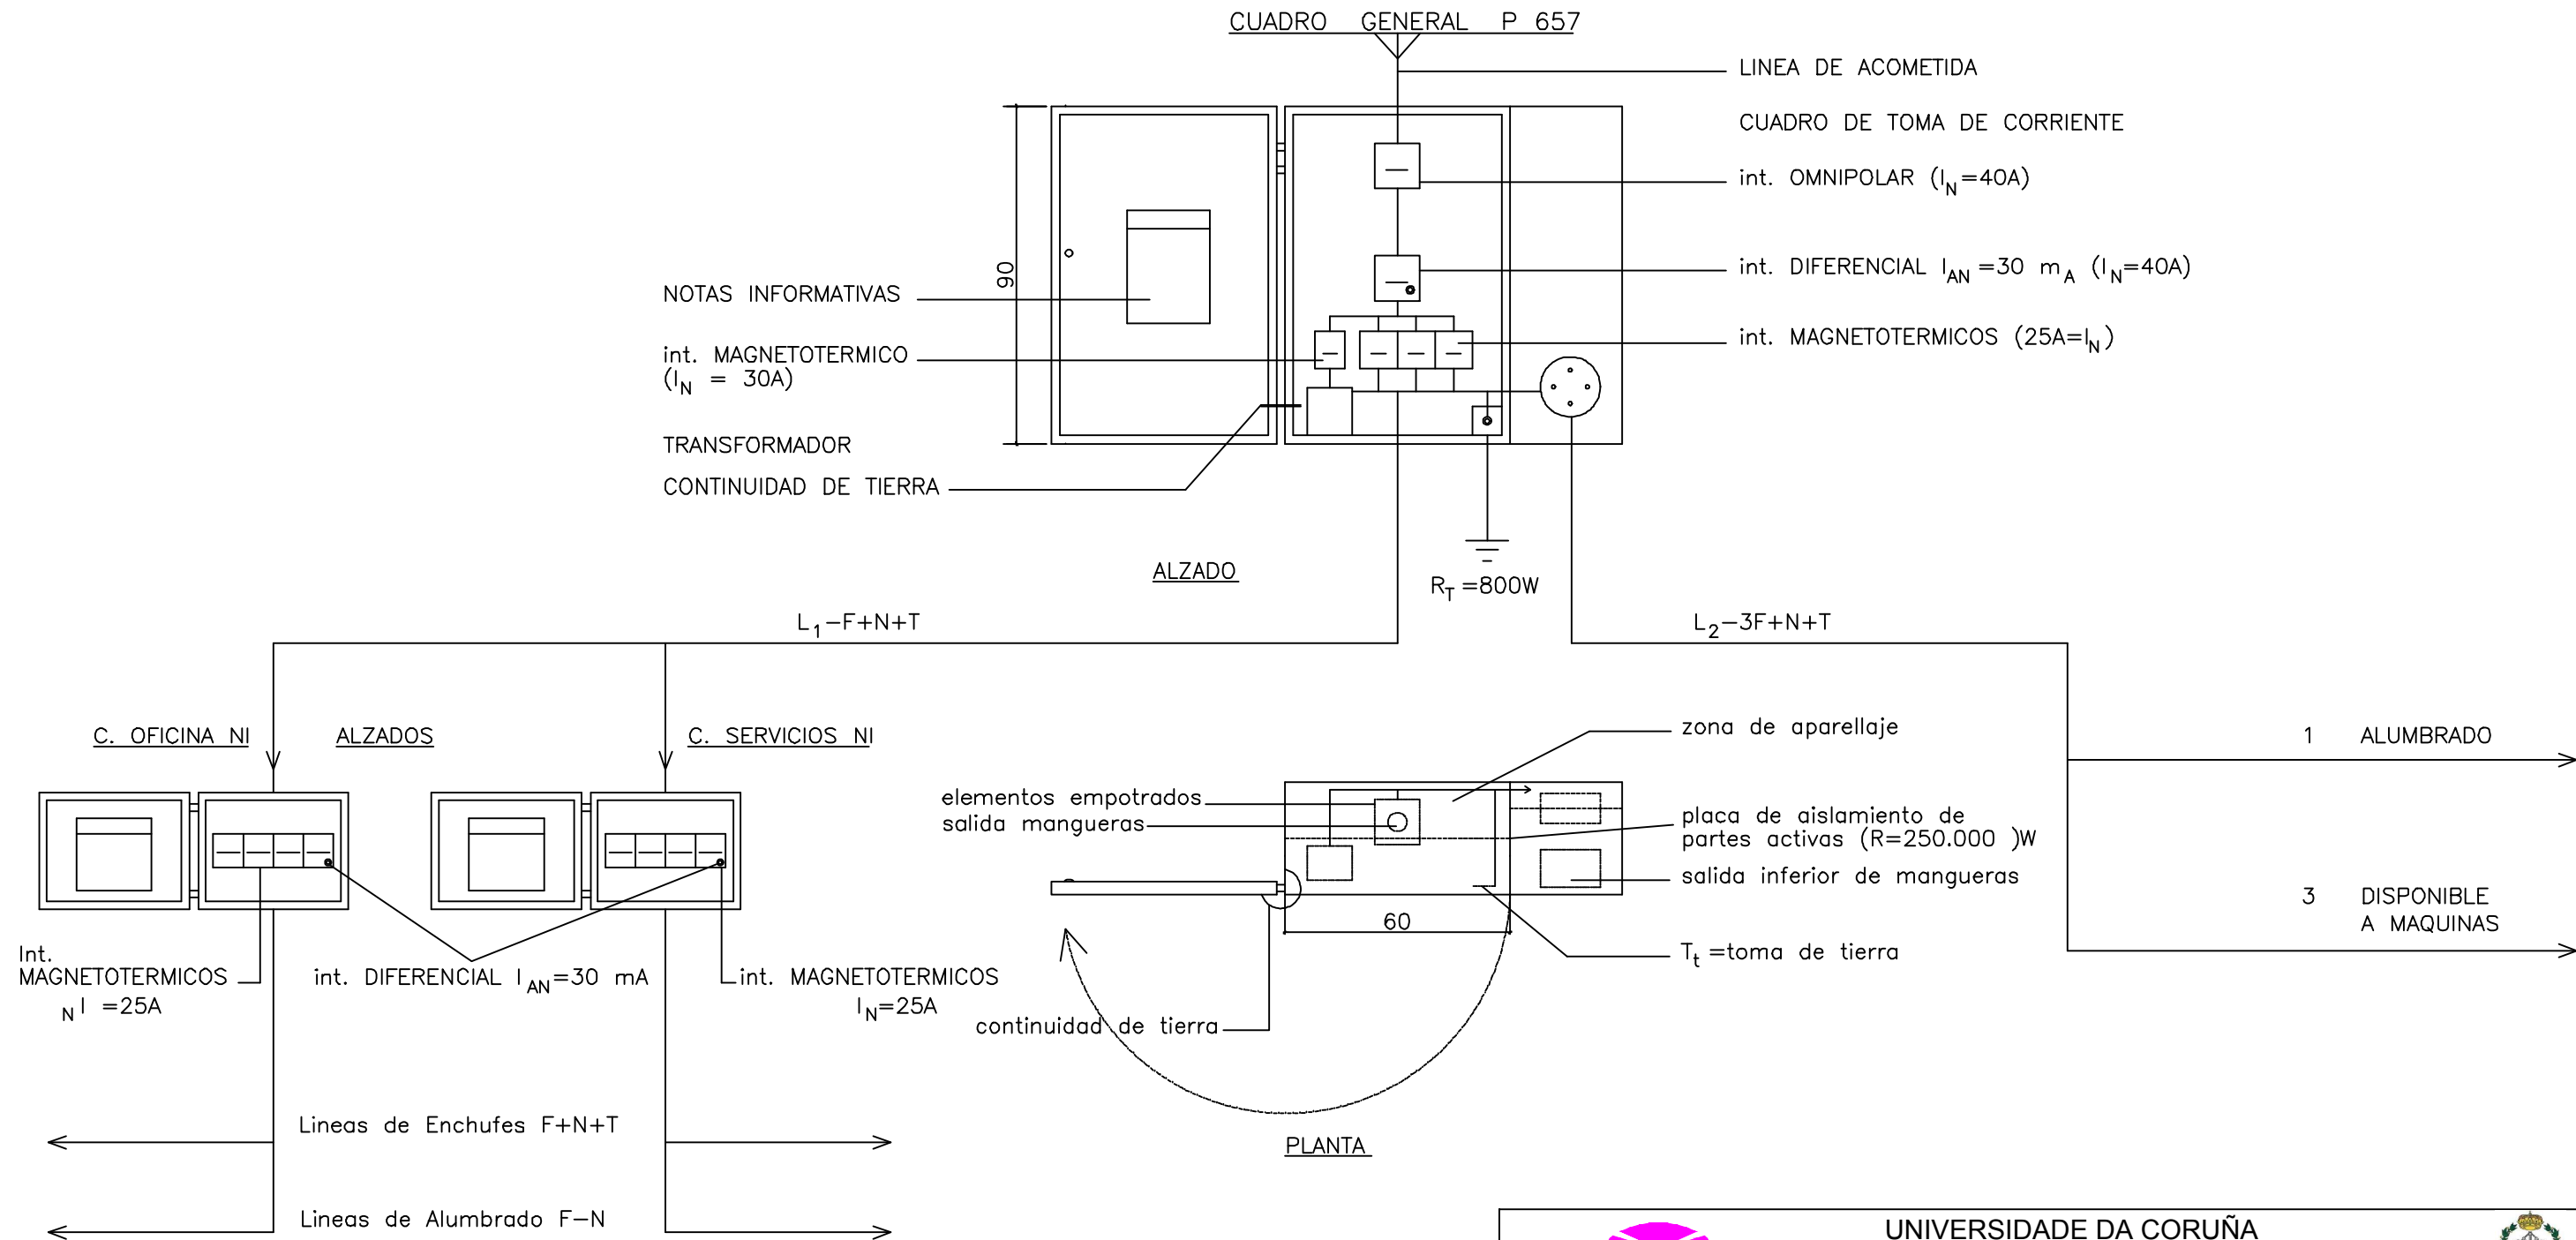 CUADRO GENERAL P 657
LINEA DE ACOMETIDA
CUADRO DE TOMA DE CORRIENTE
int. OMNIPOLAR (IN=40A)
int. DIFERENCIAL IAN=30 mA (IN=40A)
int. MAGNETOTERMICOS (25A=IN)
90
NOTAS INFORMATIVAS
int. MAGNETOTERMICO
(IN = 30A)
TRANSFORMADOR
CONTINUIDAD DE TIERRA
ALZADO
RT=800W
L1-F+N+T
L2-3F+N+T
C. OFICINA NI
ALZADOS
C. SERVICIOS NI
Int.
MAGNETOTERMICOS
N I =25A
int. DIFERENCIAL IAN=30 mA
int. MAGNETOTERMICOS
IN=25A
Lineas de Enchufes F+N+T
Lineas de Alumbrado F-N
zona de aparellaje
elementos empotrados
salida mangueras
placa de aislamiento de
partes activas (R=250.000 )W
salida inferior de mangueras
60
Tt=toma de tierra
continuidad de tierra
PLANTA
1 ALUMBRADO
3 DISPONIBLE
A MAQUINAS
UNIVERSIDADE DA CORUÑA